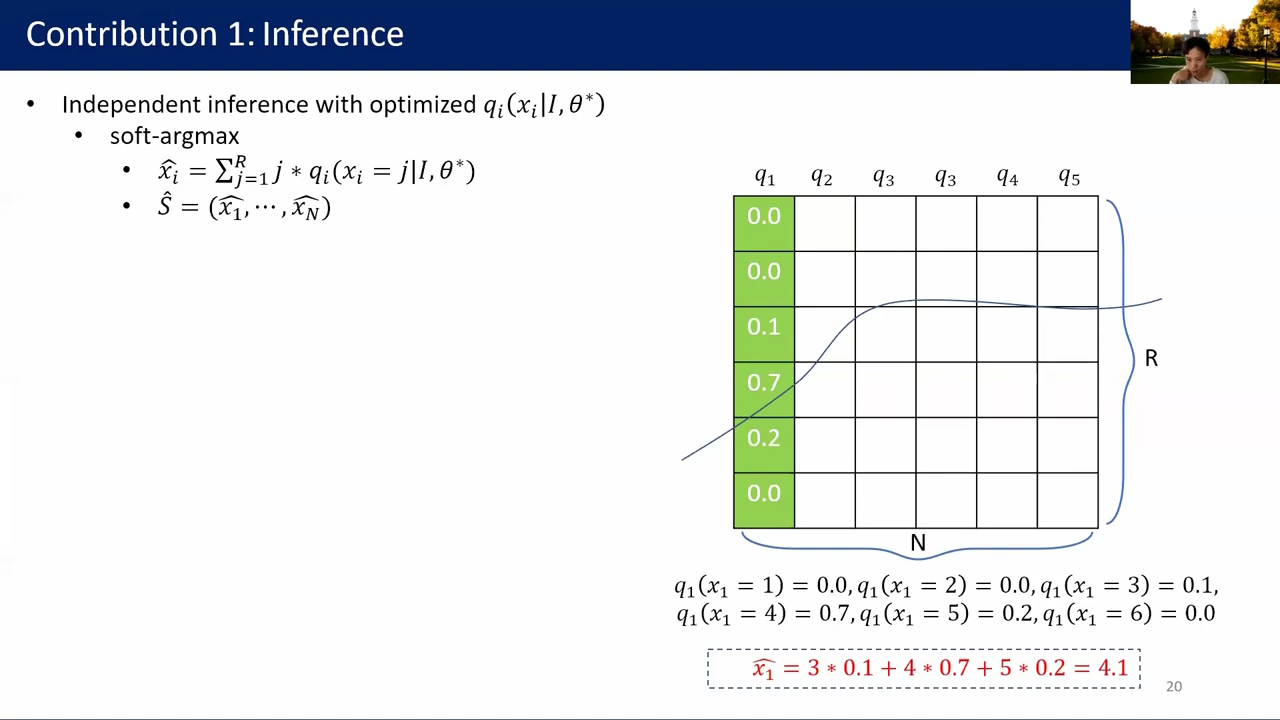 Contribution 1: Inference
• Independent inference with optimized qᵢ(xᵢ|I, θ*)
• soft-argmax
• x̂ᵢ = ∑ⱼ₌₁ᴿ j * qᵢ(xᵢ = j|I, θ*)
• Ŝ = (x̂₁, ⋯, x̂_N)
q₁ q₂ q₃ q₃ q₄ q₅
0.0
0.0
0.1
0.7
0.2
0.0
R
N
q₁(x₁ = 1) = 0.0, q₁(x₁ = 2) = 0.0, q₁(x₁ = 3) = 0.1,
q₁(x₁ = 4) = 0.7, q₁(x₁ = 5) = 0.2, q₁(x₁ = 6) = 0.0
x̂₁ = 3 * 0.1 + 4 * 0.7 + 5 * 0.2 = 4.1
20